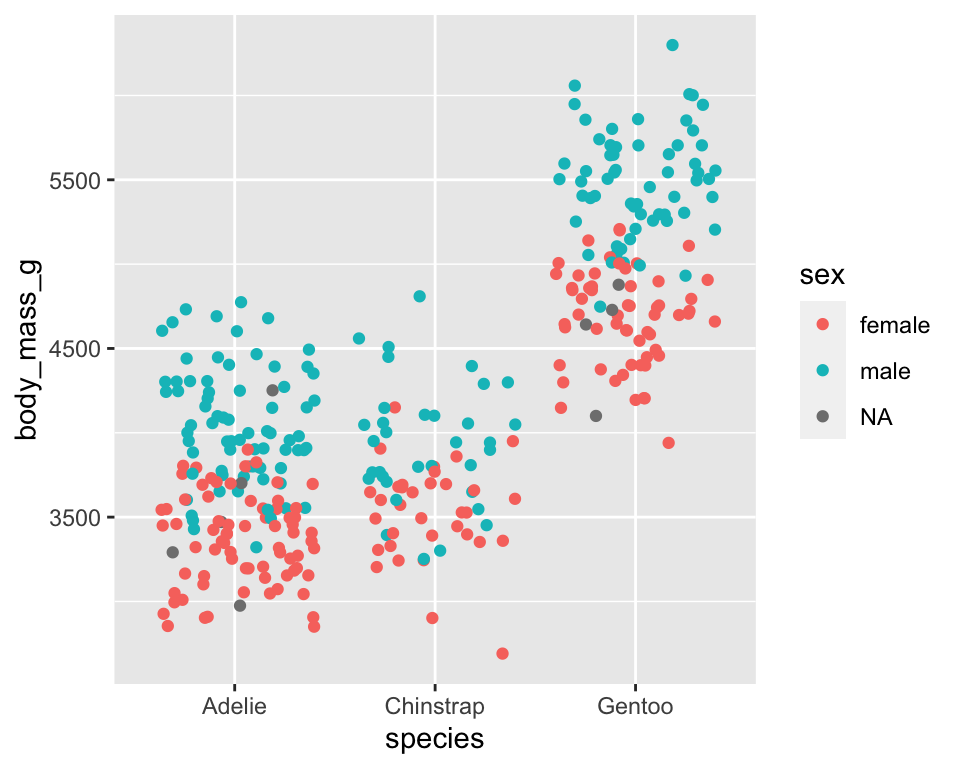 body_mass_g
5500
4500
3500
Adelie
Chinstrap
Gentoo
species
sex
female
male
NA